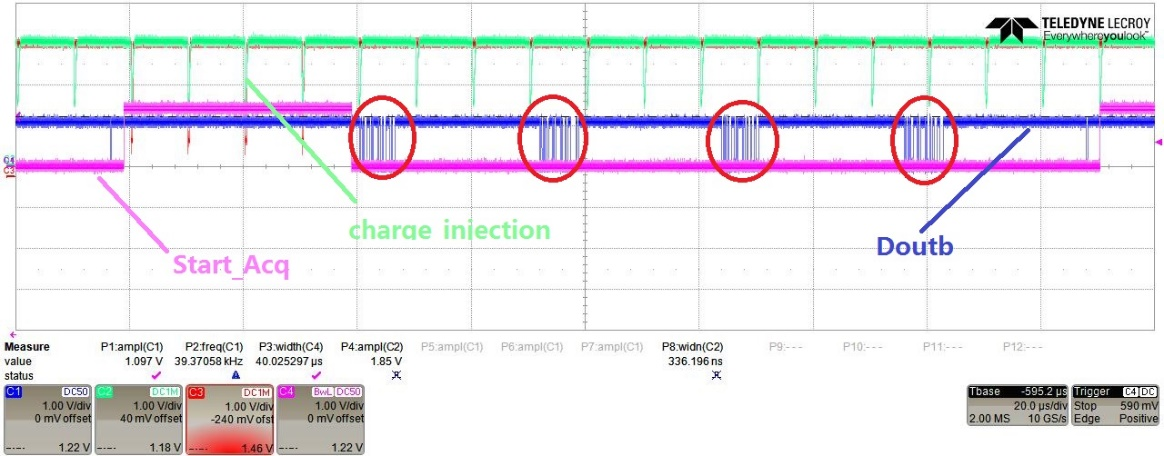 TELEDYNE LECROY
Everywhereyoulook™
C4
C3
charge injection
Start_Acq
Doutb
Measure P1:ampl(C1) P2:freq(C1) P3:width(C4) P4:ampl(C2) P5:ampl(C1) P6:ampl(C1) P7:ampl(C1) P8:widn(C2) P9:--- P10:--- P11:--- P12:---
value 1.097 V 39.37058 kHz 40.025297 µs 1.85 V 336.196 ns
status
C1 DC50 C2 DC1M C3 DC1M C4 BwL DC50 Tbase -595.2 µs Trigger C4 DC
1.00 V/div 1.00 V/div 1.00 V/div 1.00 V/div 20.0 µs/div Stop 590 mV
0 mV offset 40 mV offset -240 mV ofst 0 mV offset 2.00 MS 10 GS/s Edge Positive
1.22 V 1.18 V 1.46 V 1.22 V